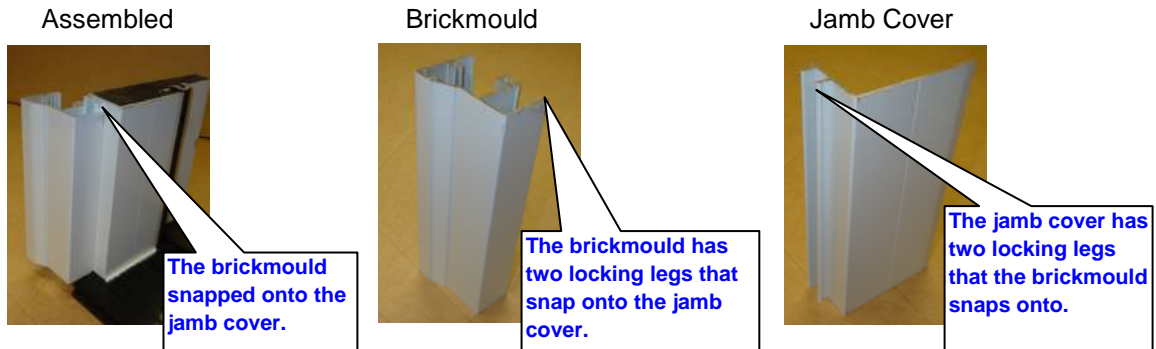 Assembled
Brickmould
Jamb Cover
The brickmould
snapped onto the
jamb cover.
The brickmould has
two locking legs that
snap onto the jamb
cover.
The jamb cover has
two locking legs
that the brickmould
snaps onto.